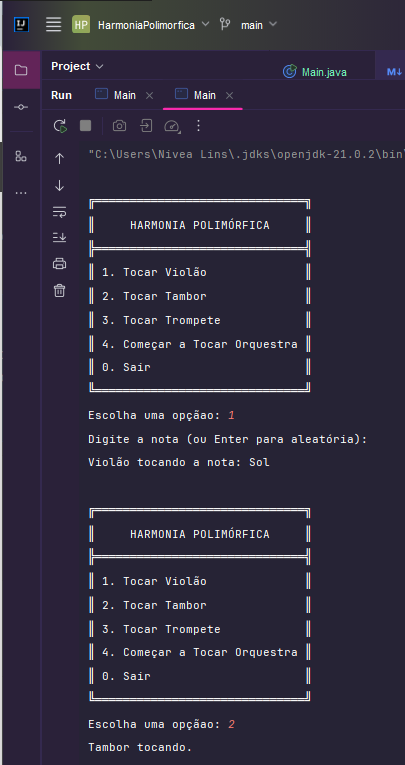 HP HarmoniaPolimorfica main
Project
Main.java M↓
Run Main Main
"C:\Users\Nívea Lins\.jdks\openjdk-21.0.2\bin\
HARMONIA POLIMÓRFICA
1. Tocar Violão
2. Tocar Tambor
3. Tocar Trompete
4. Começar a Tocar Orquestra
0. Sair
Escolha uma opçãao: 1
Digite a nota (ou Enter para aleatória):
Violão tocando a nota: Sol
HARMONIA POLIMÓRFICA
1. Tocar Violão
2. Tocar Tambor
3. Tocar Trompete
4. Começar a Tocar Orquestra
0. Sair
Escolha uma opçãao: 2
Tambor tocando.